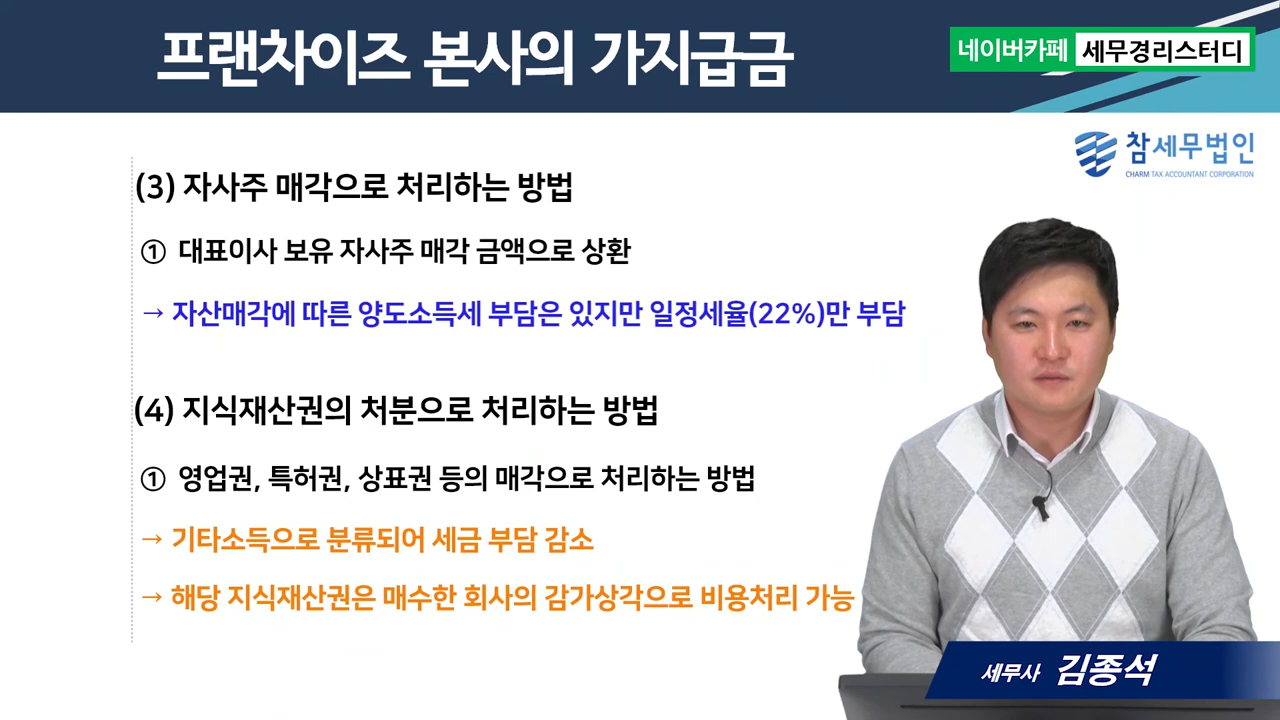 프랜차이즈 본사의 가지급금
네이버카페 세무경리스터디
참세무법인
CHARM TAX ACCOUNTANT CORPORATION
(3) 자사주 매각으로 처리하는 방법
① 대표이사 보유 자사주 매각 금액으로 상환
→ 자산매각에 따른 양도소득세 부담은 있지만 일정세율(22%)만 부담
(4) 지식재산권의 처분으로 처리하는 방법
① 영업권, 특허권, 상표권 등의 매각으로 처리하는 방법
→ 기타소득으로 분류되어 세금 부담 감소
→ 해당 지식재산권은 매수한 회사의 감가상각으로 비용처리 가능
세무사 김종석